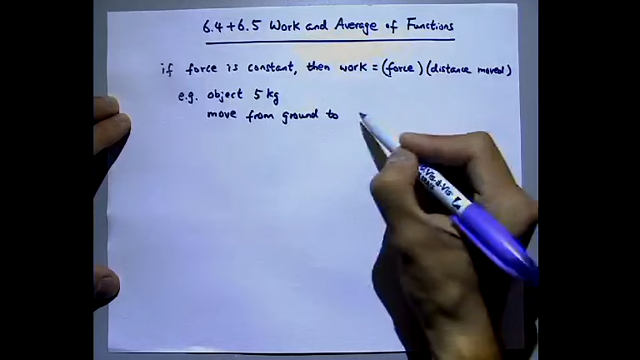 6.4+6.5 Work and Average of Functions
if force is constant, then work = (force)(distance moved)
e.g. object 5 kg
move from ground to